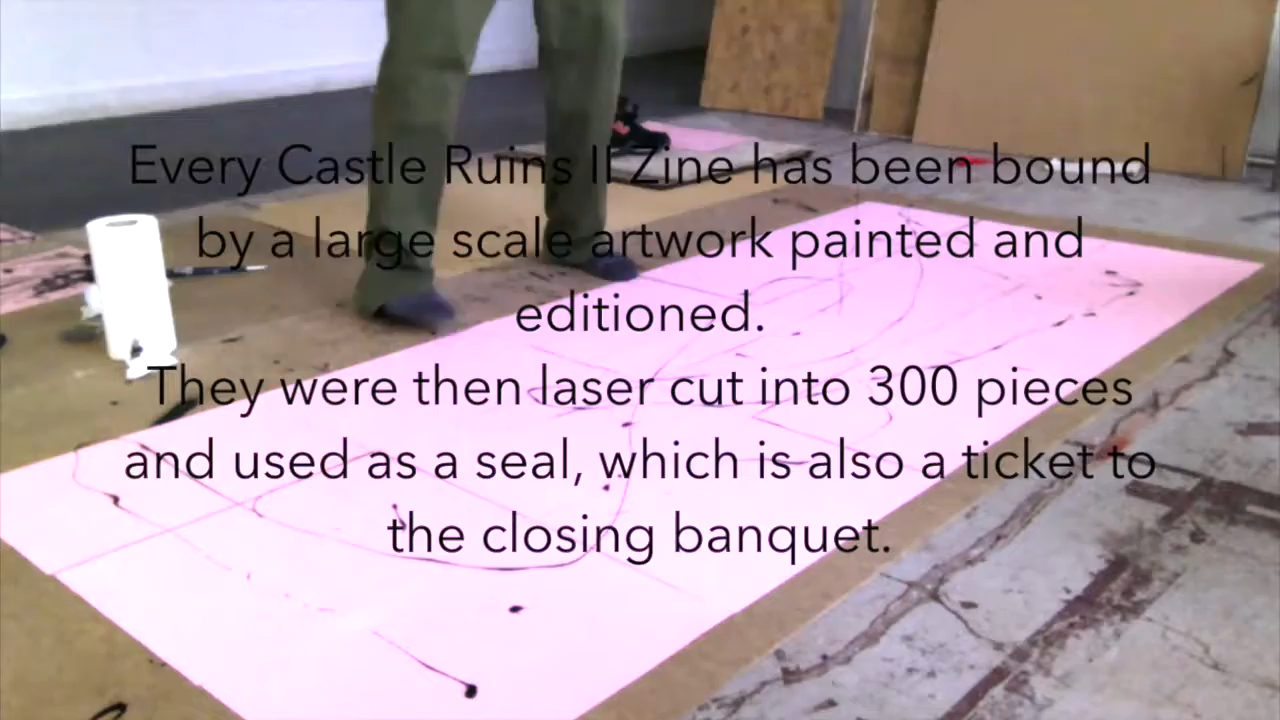 Every Castle Ruins II Zine has been bound
by a large scale artwork painted and
editioned.
They were then laser cut into 300 pieces
and used as a seal, which is also a ticket to
the closing banquet.